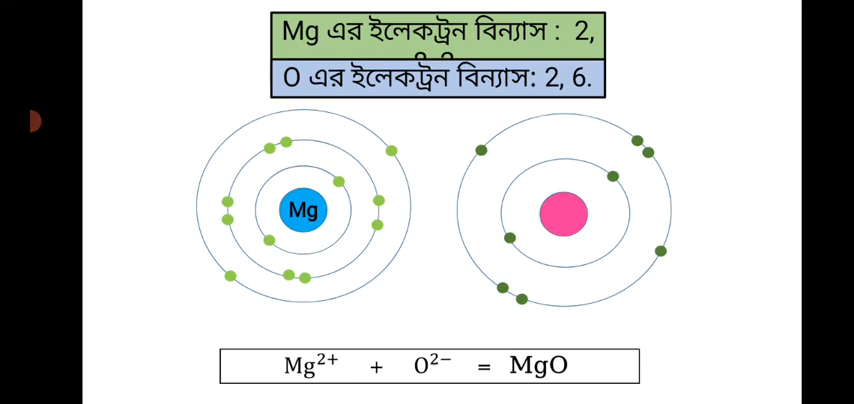 Mg এর ইলেকট্রন বিন্যাস : 2,
O এর ইলেকট্রন বিন্যাস: 2, 6.
Mg
Mg²⁺ + O²⁻ = MgO